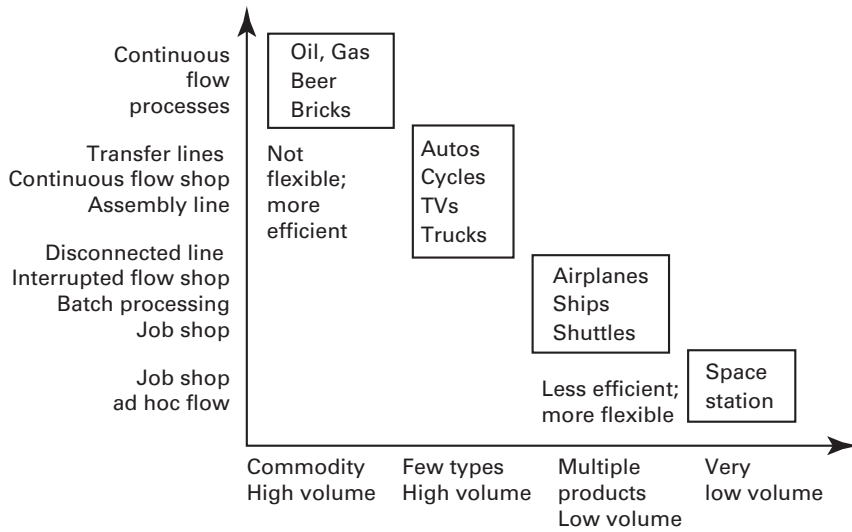 Continuous
flow
processes
Oil, Gas
Beer
Bricks
Transfer lines
Continuous flow shop
Assembly line
Not
flexible;
more
efficient
Autos
Cycles
TVs
Trucks
Disconnected line
Interrupted flow shop
Batch processing
Job shop
Airplanes
Ships
Shuttles
Job shop
ad hoc flow
Less efficient;
more flexible
Space
station
Commodity
High volume
Few types
High volume
Multiple
products
Low volume
Very
low volume